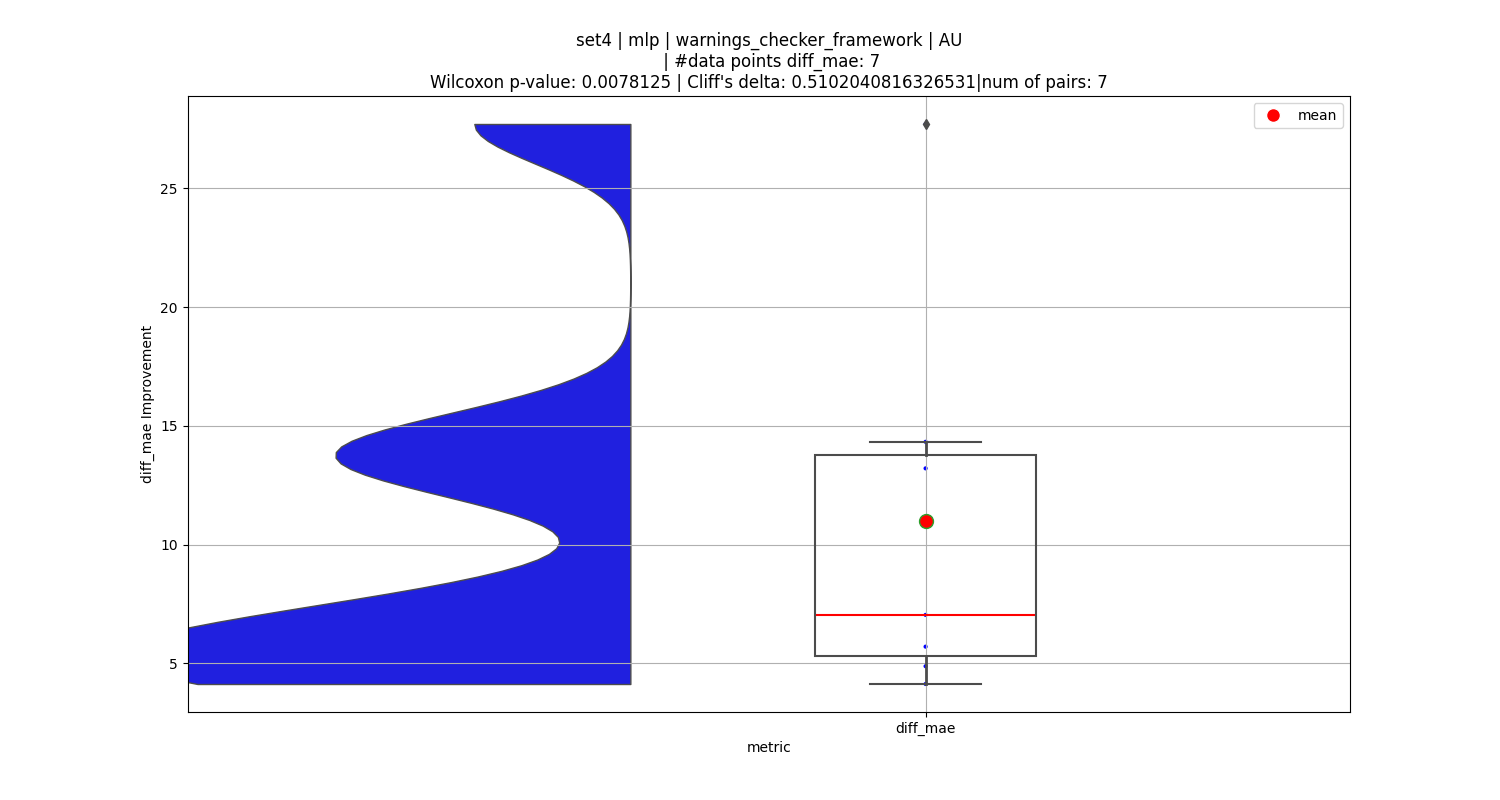 set4 | mlp | warnings_checker_framework | AU
| #data points diff_mae: 7
Wilcoxon p-value: 0.0078125 | Cliff's delta: 0.5102040816326531|num of pairs: 7
mean
25
20
15
10
5
diff_mae Improvement
diff_mae
metric